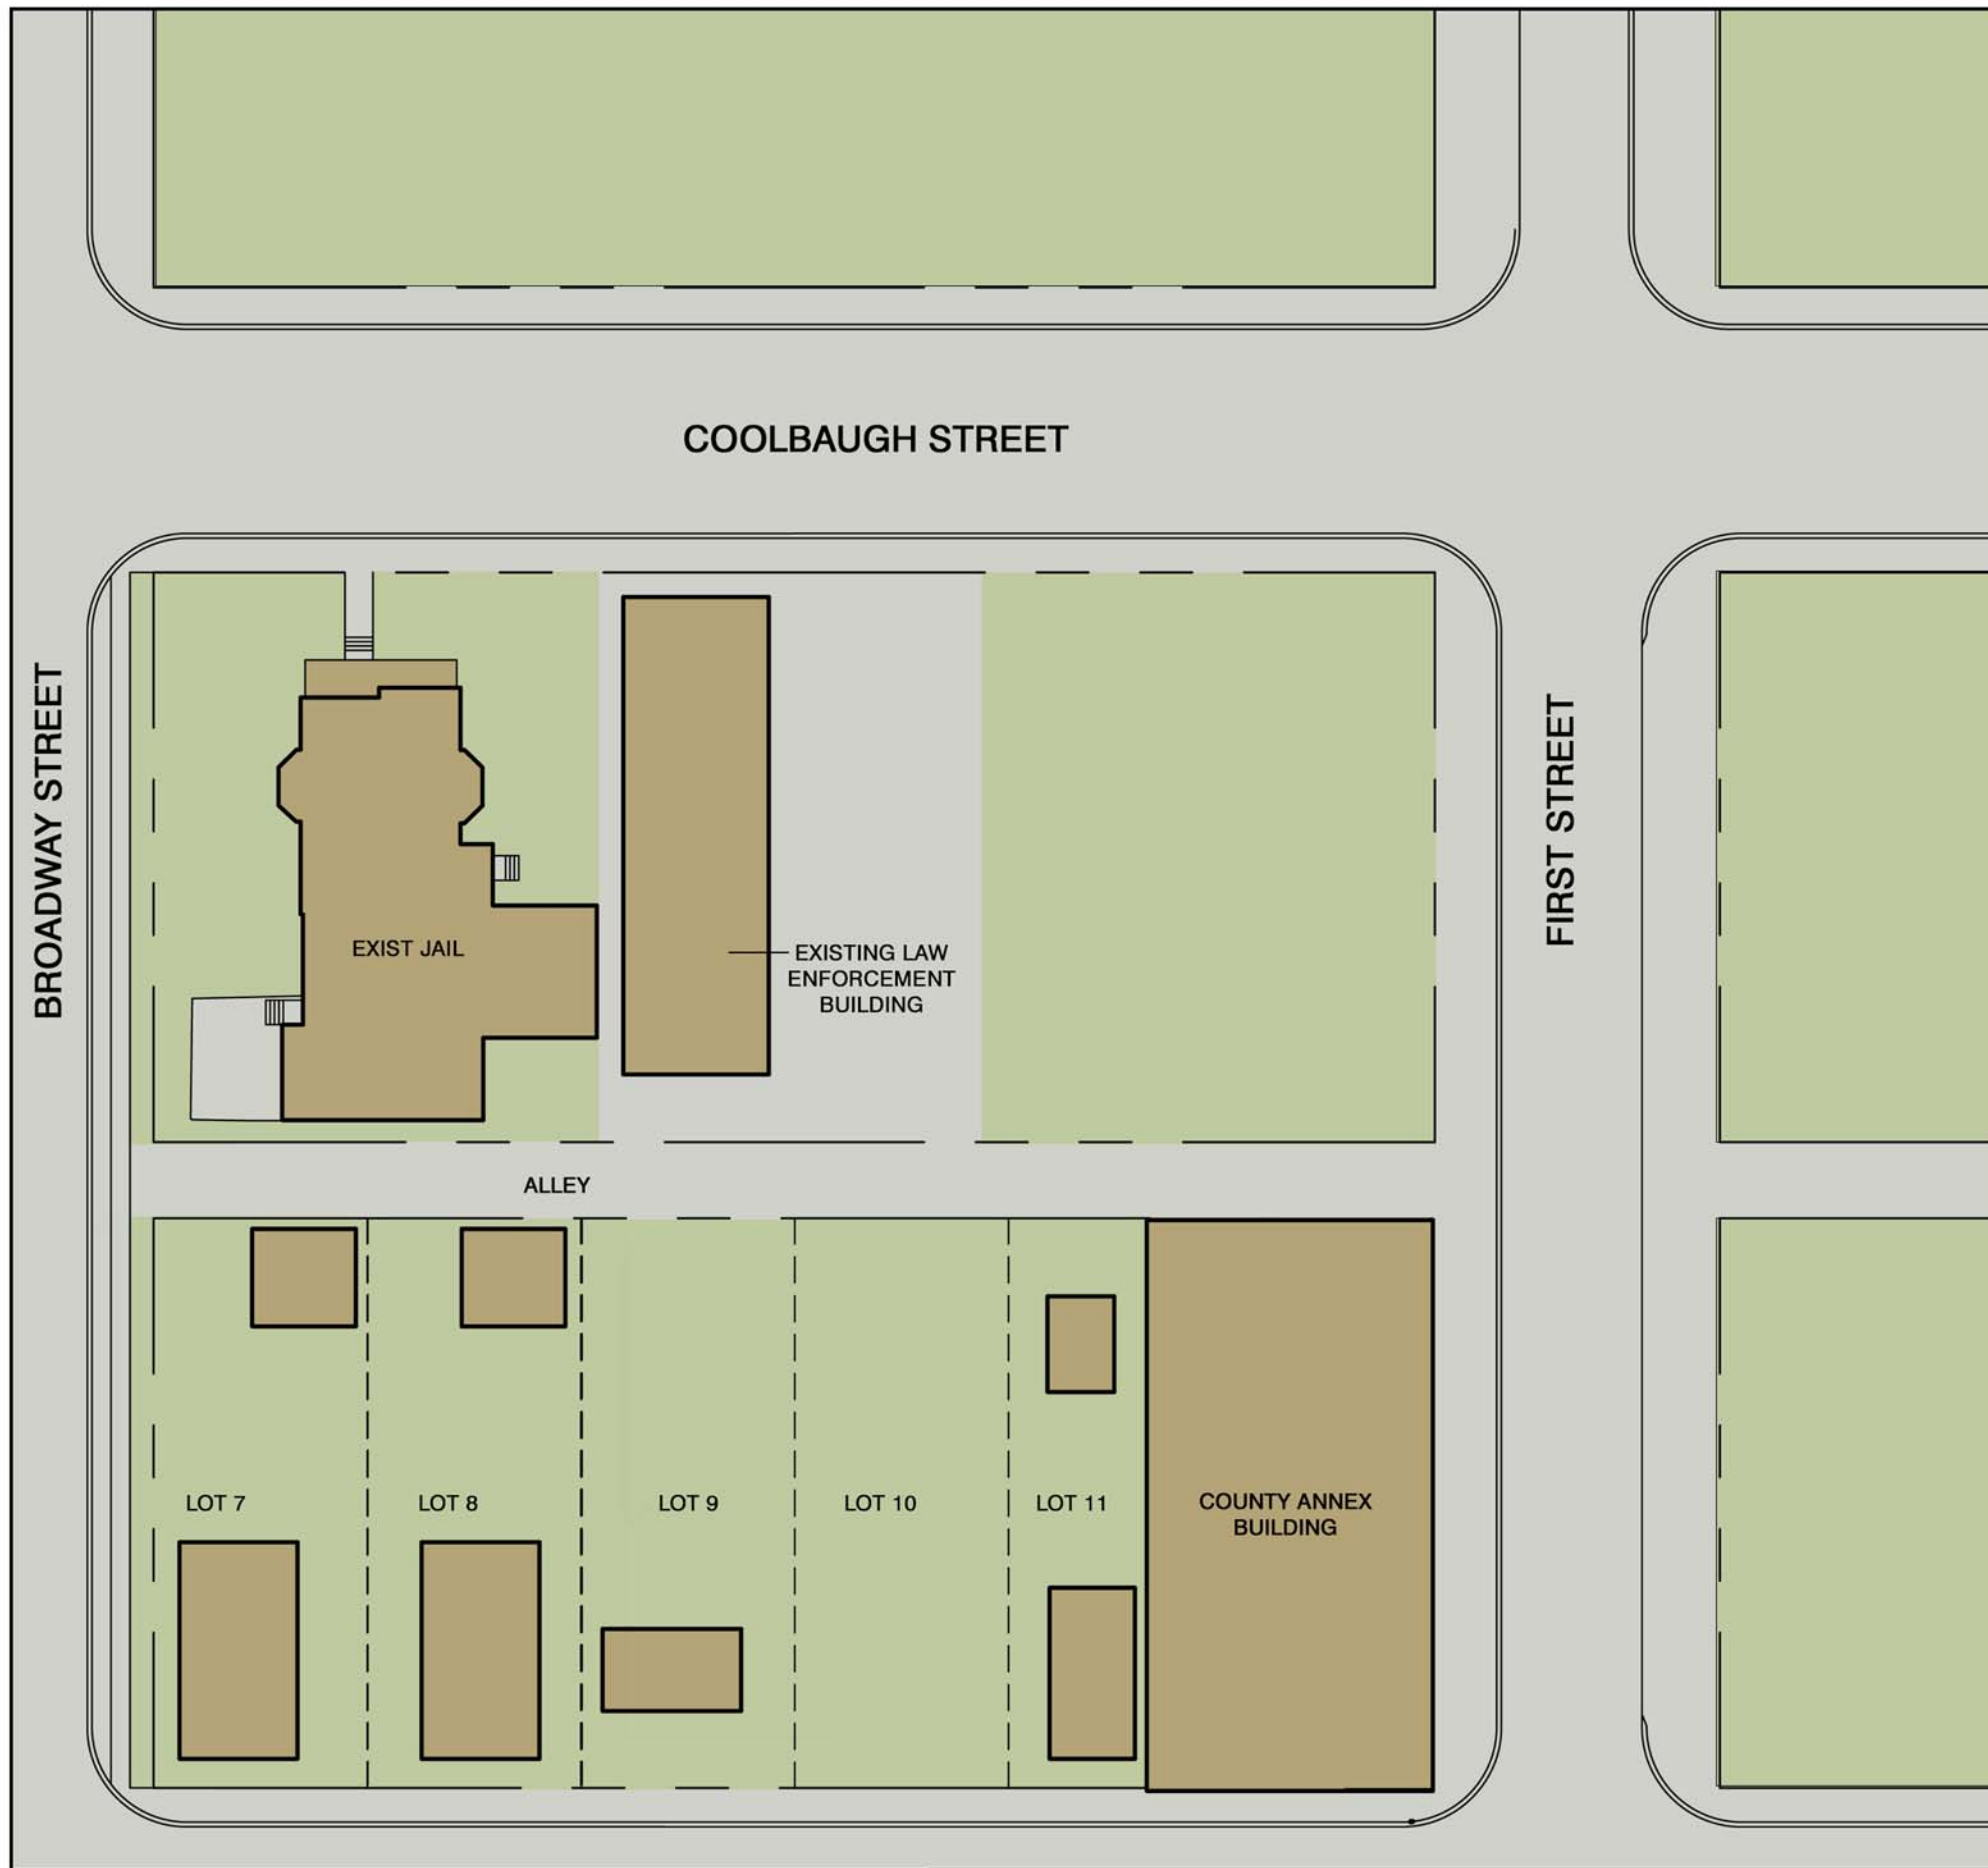 COOLBAUGH STREET
BROADWAY STREET
FIRST STREET
EXIST JAIL
EXISTING LAW
ENFORCEMENT
BUILDING
ALLEY
LOT 7
LOT 8
LOT 9
LOT 10
LOT 11
COUNTY ANNEX
BUILDING